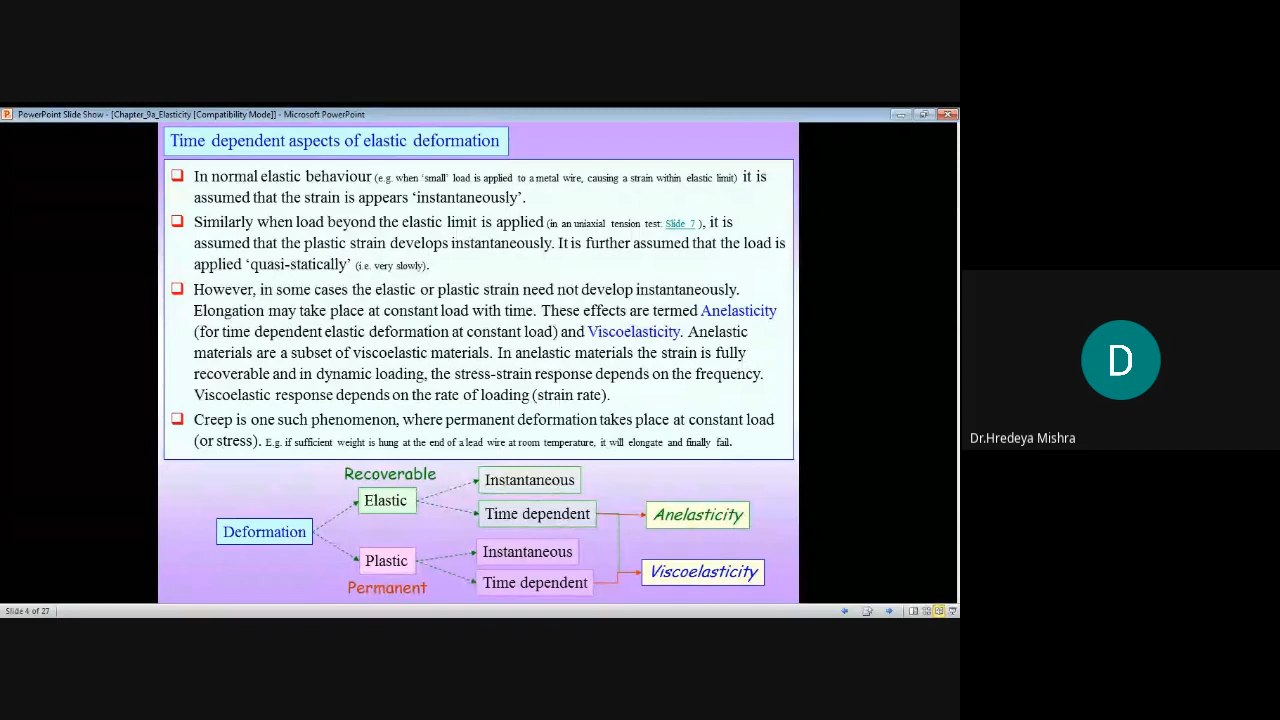 PowerPoint Slide Show - [Chapter_9a_Elasticity [Compatibility Mode]] - Microsoft PowerPoint
Time dependent aspects of elastic deformation
In normal elastic behaviour (e.g. when 'small' load is applied to a metal wire, causing a strain within elastic limit) it is
assumed that the strain is appears 'instantaneously'.
Similarly when load beyond the elastic limit is applied (in an uniaxial tension test: Slide 7 ), it is
assumed that the plastic strain develops instantaneously. It is further assumed that the load is
applied 'quasi-statically' (i.e. very slowly).
However, in some cases the elastic or plastic strain need not develop instantaneously.
Elongation may take place at constant load with time. These effects are termed Anelasticity
(for time dependent elastic deformation at constant load) and Viscoelasticity. Anelastic
materials are a subset of viscoelastic materials. In anelastic materials the strain is fully
recoverable and in dynamic loading, the stress-strain response depends on the frequency.
Viscoelastic response depends on the rate of loading (strain rate).
Creep is one such phenomenon, where permanent deformation takes place at constant load
(or stress). E.g. if sufficient weight is hung at the end of a lead wire at room temperature, it will elongate and finally fail.
Recoverable
Elastic
Instantaneous
Time dependent
Anelasticity
Deformation
Plastic
Instantaneous
Time dependent
Viscoelasticity
Permanent
Slide 4 of 27
D
Dr.Hredeya Mishra